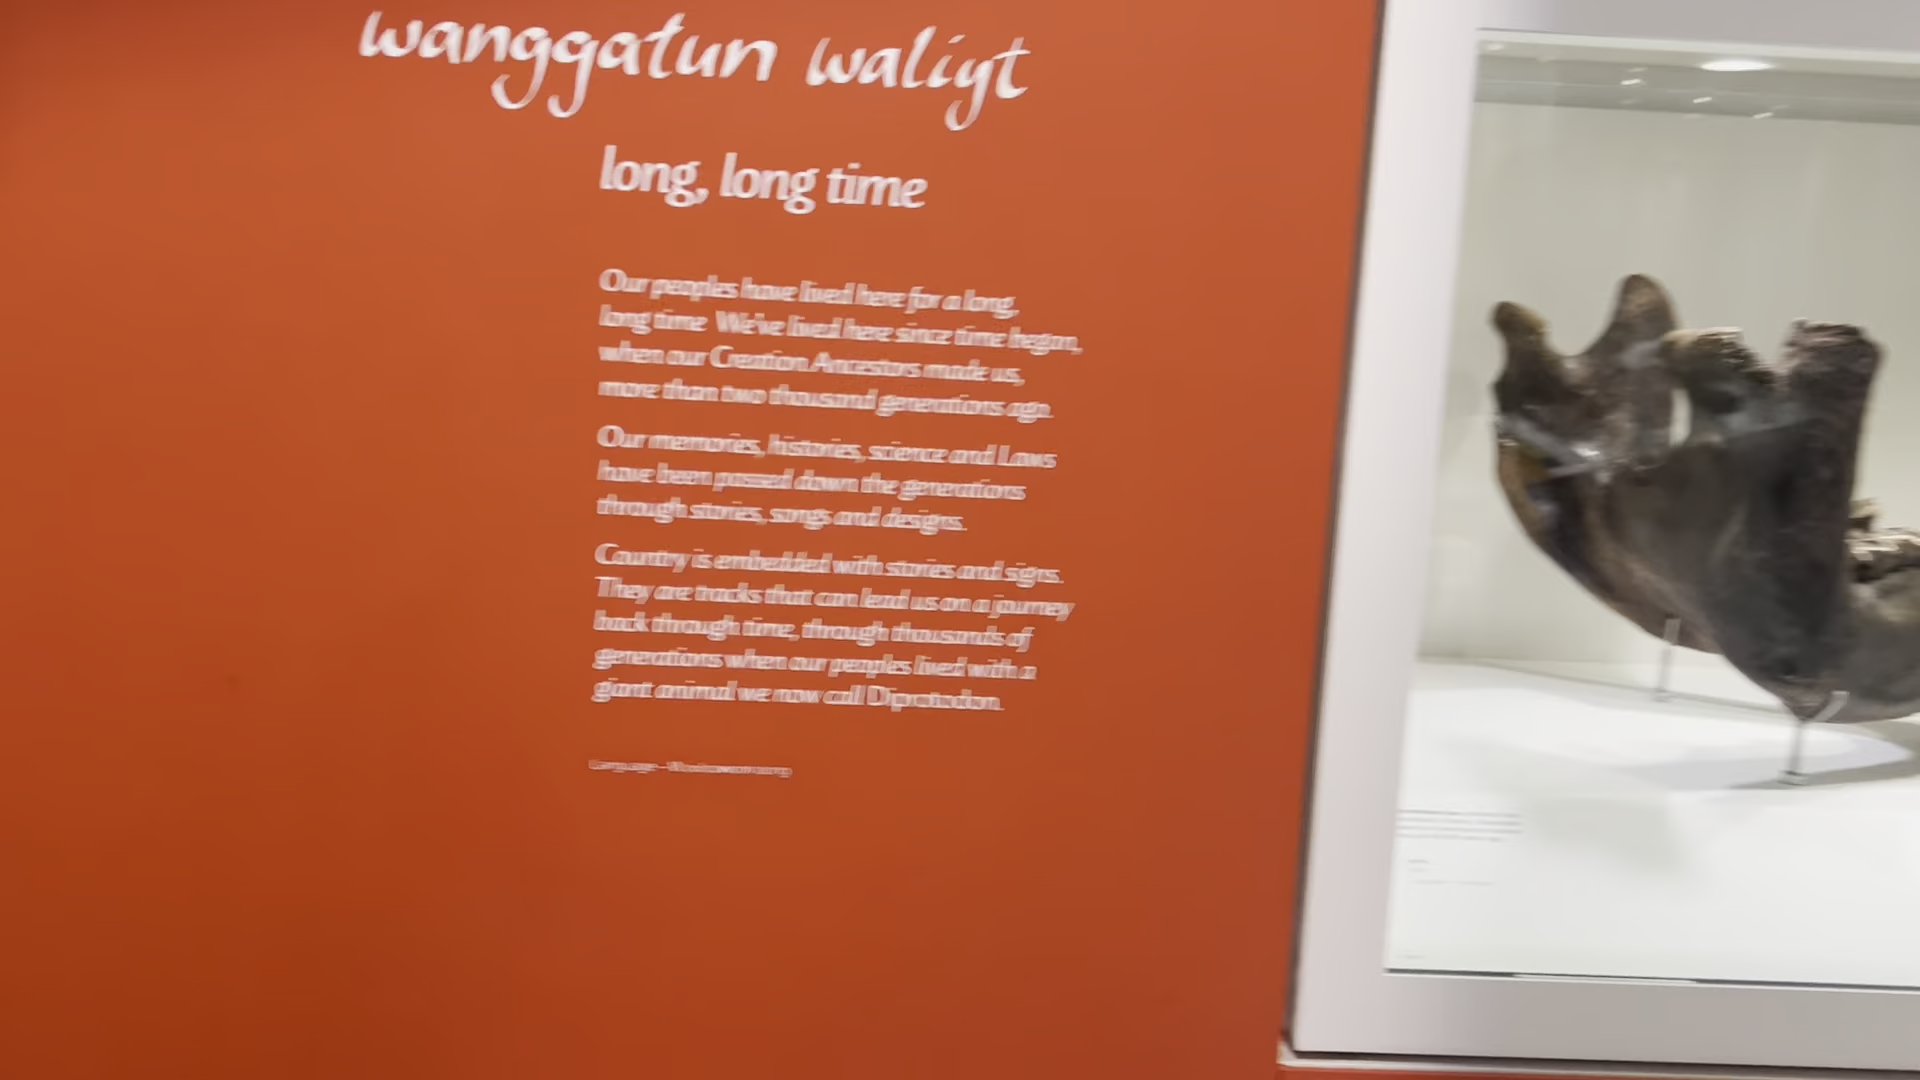 wanggatun waliyt
long, long time
Our peoples have lived here for a long,
long time. We've lived here since time began,
when our Creation Ancestors made us,
more than two thousand generations ago.
Our memories, histories, science and Laws
have been passed down the generations
through stories, songs and designs.
Country is embedded with stories and signs.
They are tracks that can lead us on a journey
back through time, through thousands of
generations when our peoples lived with a
giant animal we now call Diprotodon.
Language –